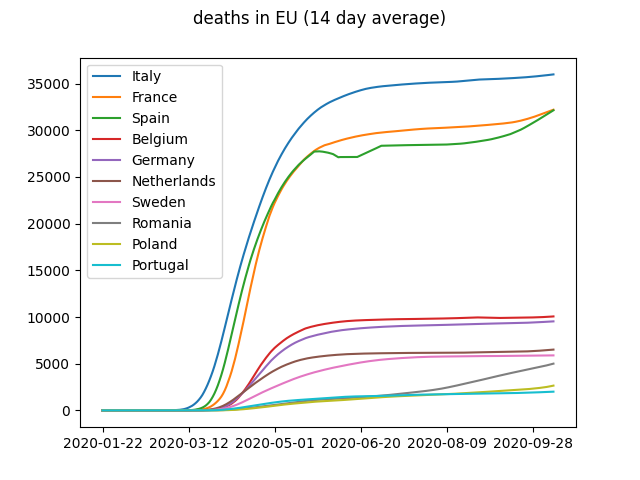 deaths in EU (14 day average)
Italy
France
Spain
Belgium
Germany
Netherlands
Sweden
Romania
Poland
Portugal
35000
30000
25000
20000
15000
10000
5000
0
2020-01-22 2020-03-12 2020-05-01 2020-06-20 2020-08-09 2020-09-28